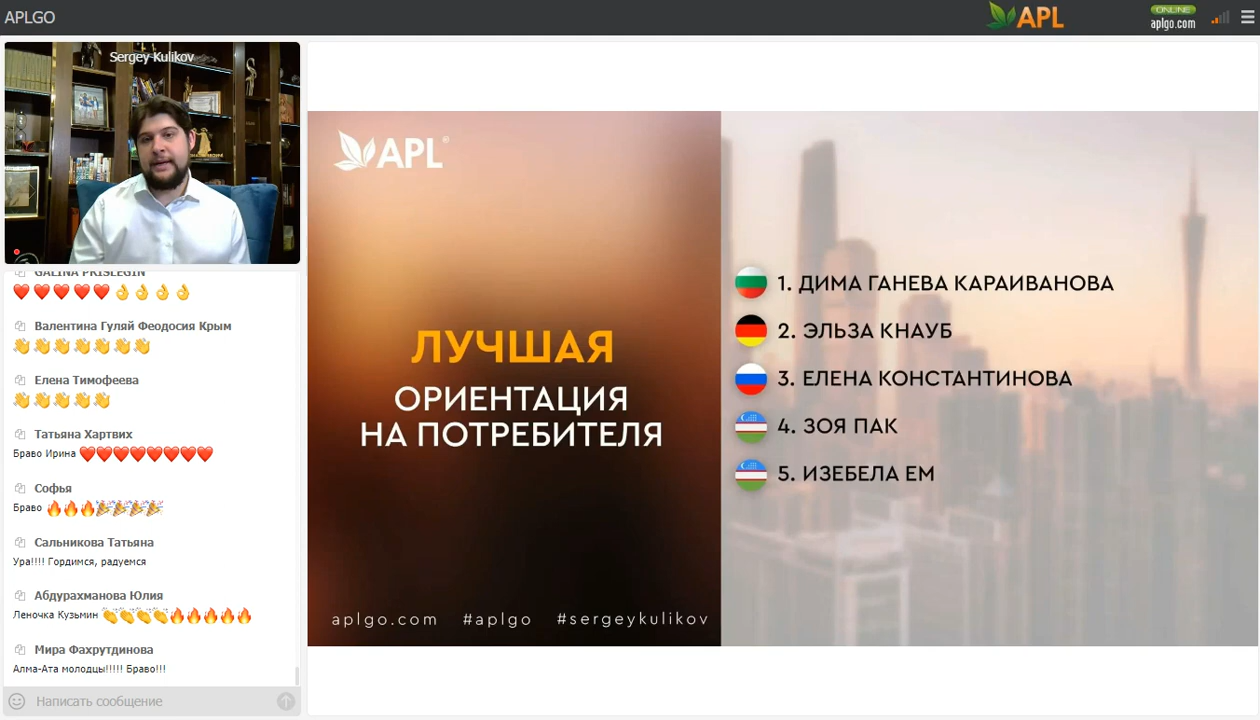 APLGO
APL
ONLINE
aplgo.com
Sergey Kulikov
GALINA PRISLEGIN
Валентина Гуляй Феодосия Крым
Елена Тимофеева
Татьяна Хартвих
Браво Ирина
Софья
Браво
Сальникова Татьяна
Ура!!!! Гордимся, радуемся
Абдурахманова Юлия
Леночка Кузьмин
Мира Фахрутдинова
Алма-Ата молодцы!!!!! Браво!!!
Написать сообщение
APL®
ЛУЧШАЯ
ОРИЕНТАЦИЯ
НА ПОТРЕБИТЕЛЯ
aplgo.com #aplgo #sergeykulikov
1. ДИМА ГАНЕВА КАРАИВАНОВА
2. ЭЛЬЗА КНАУБ
3. ЕЛЕНА КОНСТАНТИНОВА
4. ЗОЯ ПАК
5. ИЗЕБЕЛА ЕМ